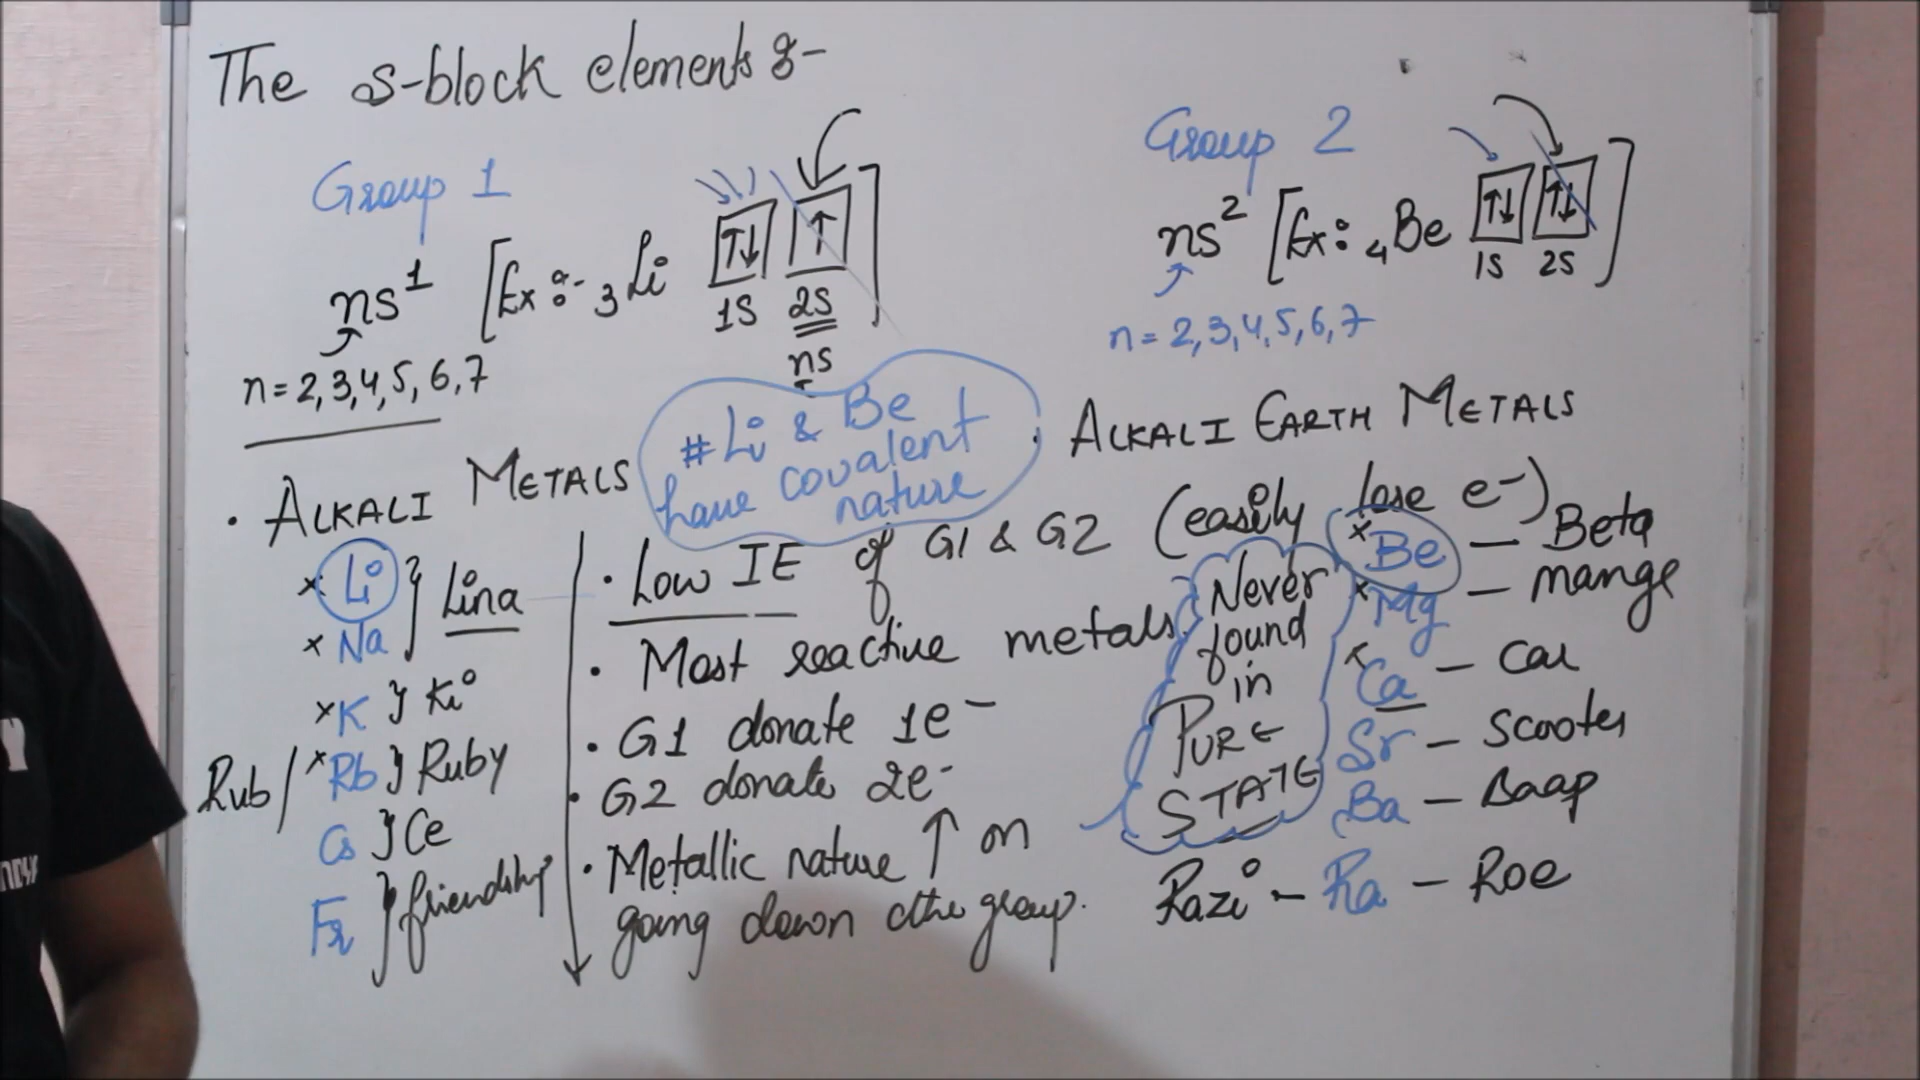 The s-block elements :-
Group 1
ns¹ [Ex :- ₃Li ↑↓ ↑ ]
1S 2S
ns
n = 2, 3, 4, 5, 6, 7
Group 2
ns² [Ex : ₄Be ↑↓ ↑↓ ]
1S 2S
n = 2, 3, 4, 5, 6, 7
# Li & Be
have covalent
nature
· ALKALI METALS
x Li } Lina
x Na
x K } Ki
Rub / x Rb } Ruby
Cs } Ce
Fr } friendship
· Low IE of G1 & G2 (easily lose e⁻)
· Most reactive metals
· G1 donate 1e⁻
· G2 donate 2e⁻
· Metallic nature ↑ on
going down the group.
Never
found
in
PURE
STATE
· ALKALI EARTH METALS
x Be – Beta
x Mg – mange
x Ca – Car
Sr – Scooter
Ba – Baap
Razi – Ra – Roe